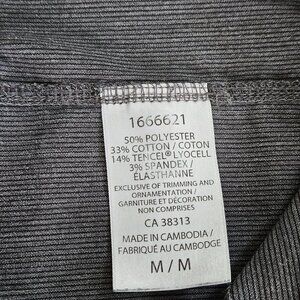 1666621
50% POLYESTER
33% COTTON / COTON
14% TENCEL® LYOCELL
3% SPANDEX /
ELASTHANNE
EXCLUSIVE OF TRIMMING AND
ORNAMENTATION/
GARNITURE ET DÉCORATION
NON COMPRISES
CA 38313
MADE IN CAMBODIA/
FABRIQUÉ AU CAMBODGE
M / M